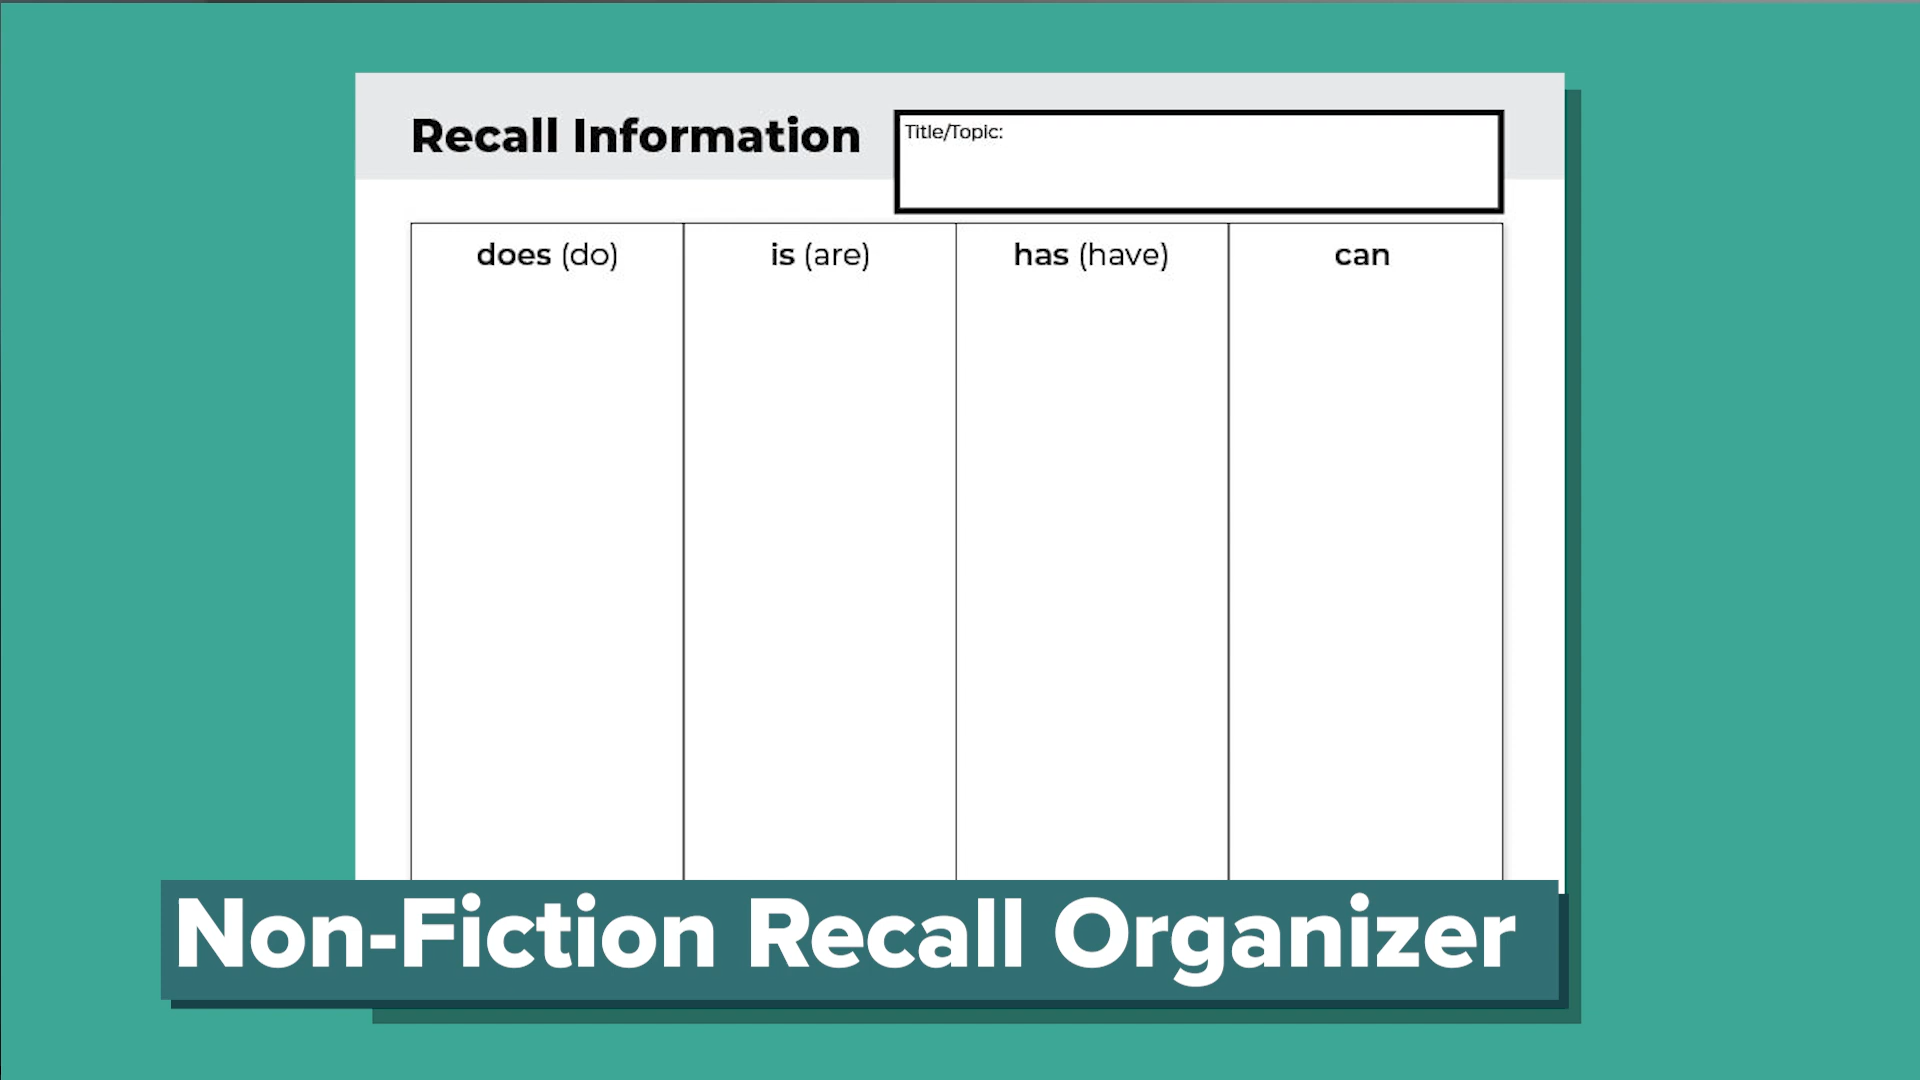 Recall Information
Title/Topic:
does (do)
is (are)
has (have)
can
Non-Fiction Recall Organizer